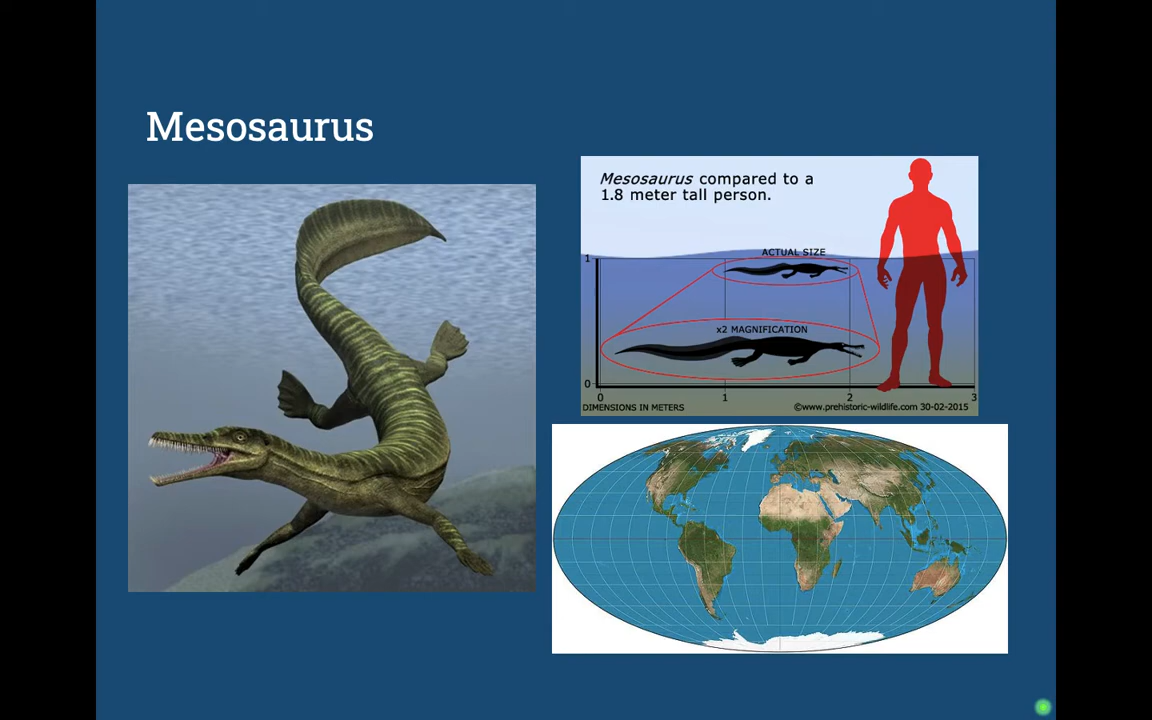 Mesosaurus
Mesosaurus compared to a
1.8 meter tall person.
ACTUAL SIZE
1
x2 MAGNIFICATION
0
0 1 2 3
DIMENSIONS IN METERS ©www.prehistoric-wildlife.com 30-02-2015